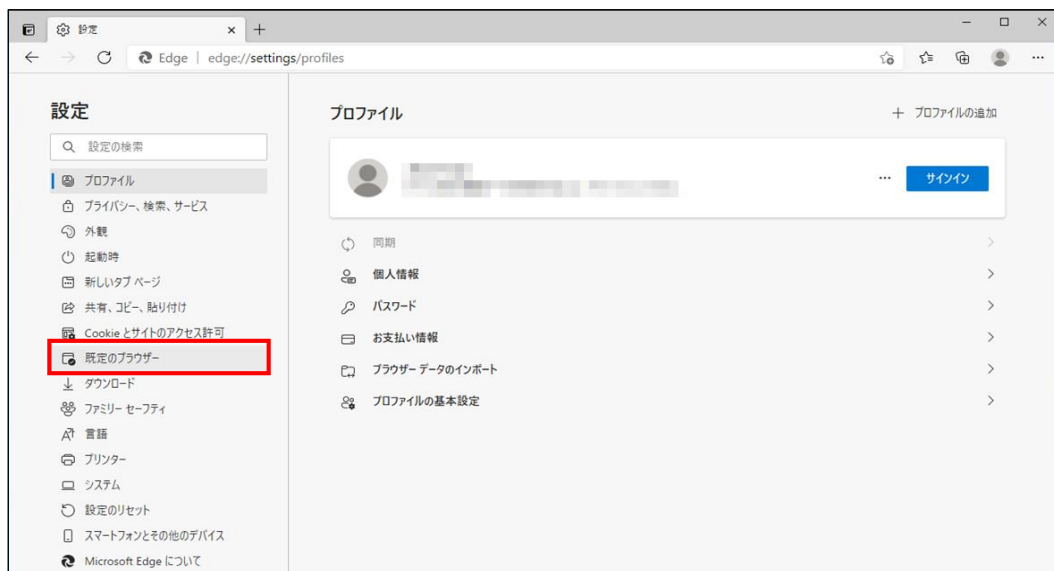 設定
Edge | edge://settings/profiles
設定
設定の検索
プロファイル
プライバシー、検索、サービス
外観
起動時
新しいタブ ページ
共有、コピー、貼り付け
Cookie とサイトのアクセス許可
既定のブラウザー
ダウンロード
ファミリー セーフティ
言語
プリンター
システム
設定のリセット
スマートフォンとその他のデバイス
Microsoft Edge について
プロファイル
プロファイルの追加
サインイン
同期
個人情報
パスワード
お支払い情報
ブラウザー データのインポート
プロファイルの基本設定